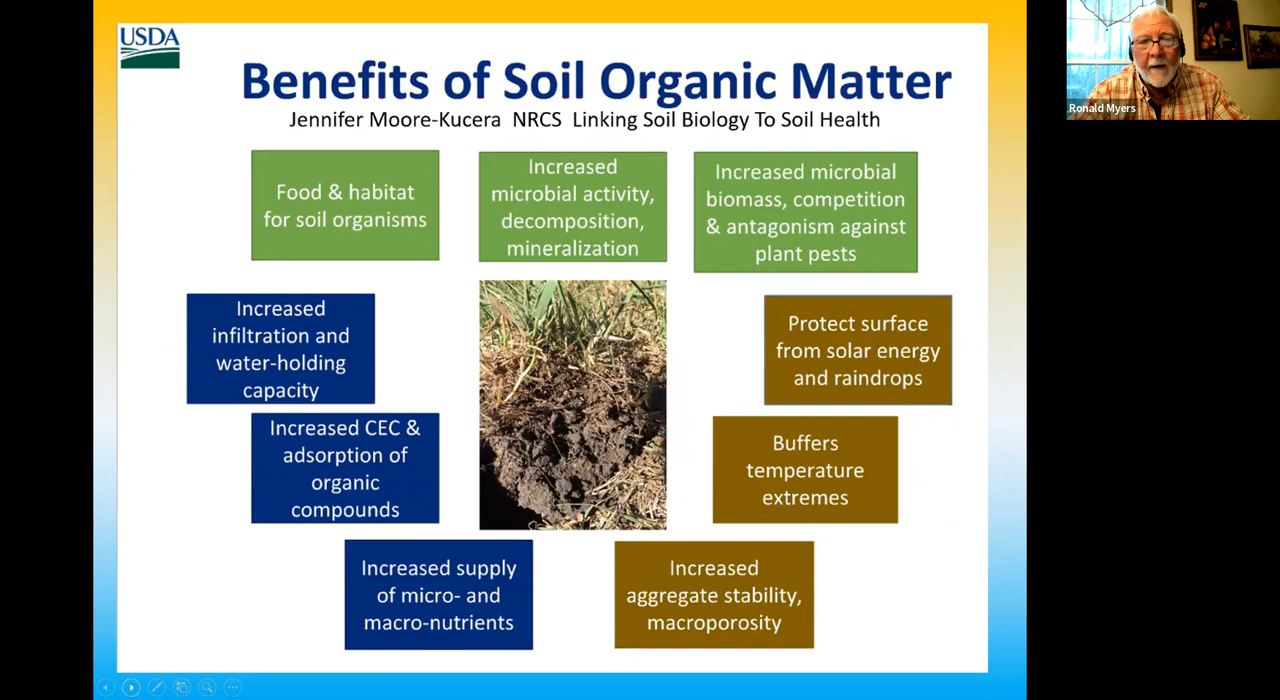 USDA
Benefits of Soil Organic Matter
Jennifer Moore-Kucera NRCS Linking Soil Biology To Soil Health
Ronald Myers
Food & habitat
for soil organisms
Increased
microbial activity,
decomposition,
mineralization
Increased microbial
biomass, competition
& antagonism against
plant pests
Increased
infiltration and
water-holding
capacity
Protect surface
from solar energy
and raindrops
Increased CEC &
adsorption of
organic
compounds
Buffers
temperature
extremes
Increased supply
of micro- and
macro-nutrients
Increased
aggregate stability,
macroporosity